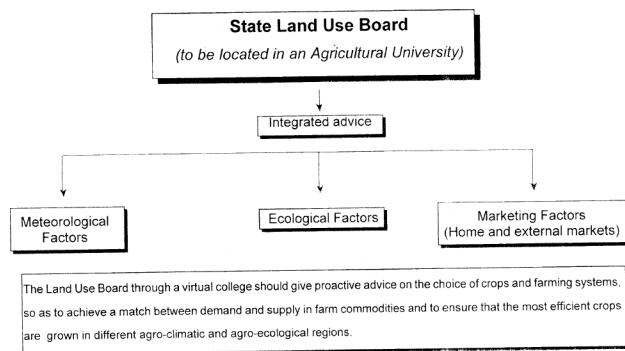 State Land Use Board
(to be located in an Agricultural University)
Integrated advice
Meteorological
Factors
Ecological Factors
Marketing Factors
(Home and external markets)
The Land Use Board through a virtual college should give proactive advice on the choice of crops and farming systems,
so as to achieve a match between demand and supply in farm commodities and to ensure that the most efficient crops
are grown in different agro-climatic and agro-ecological regions.